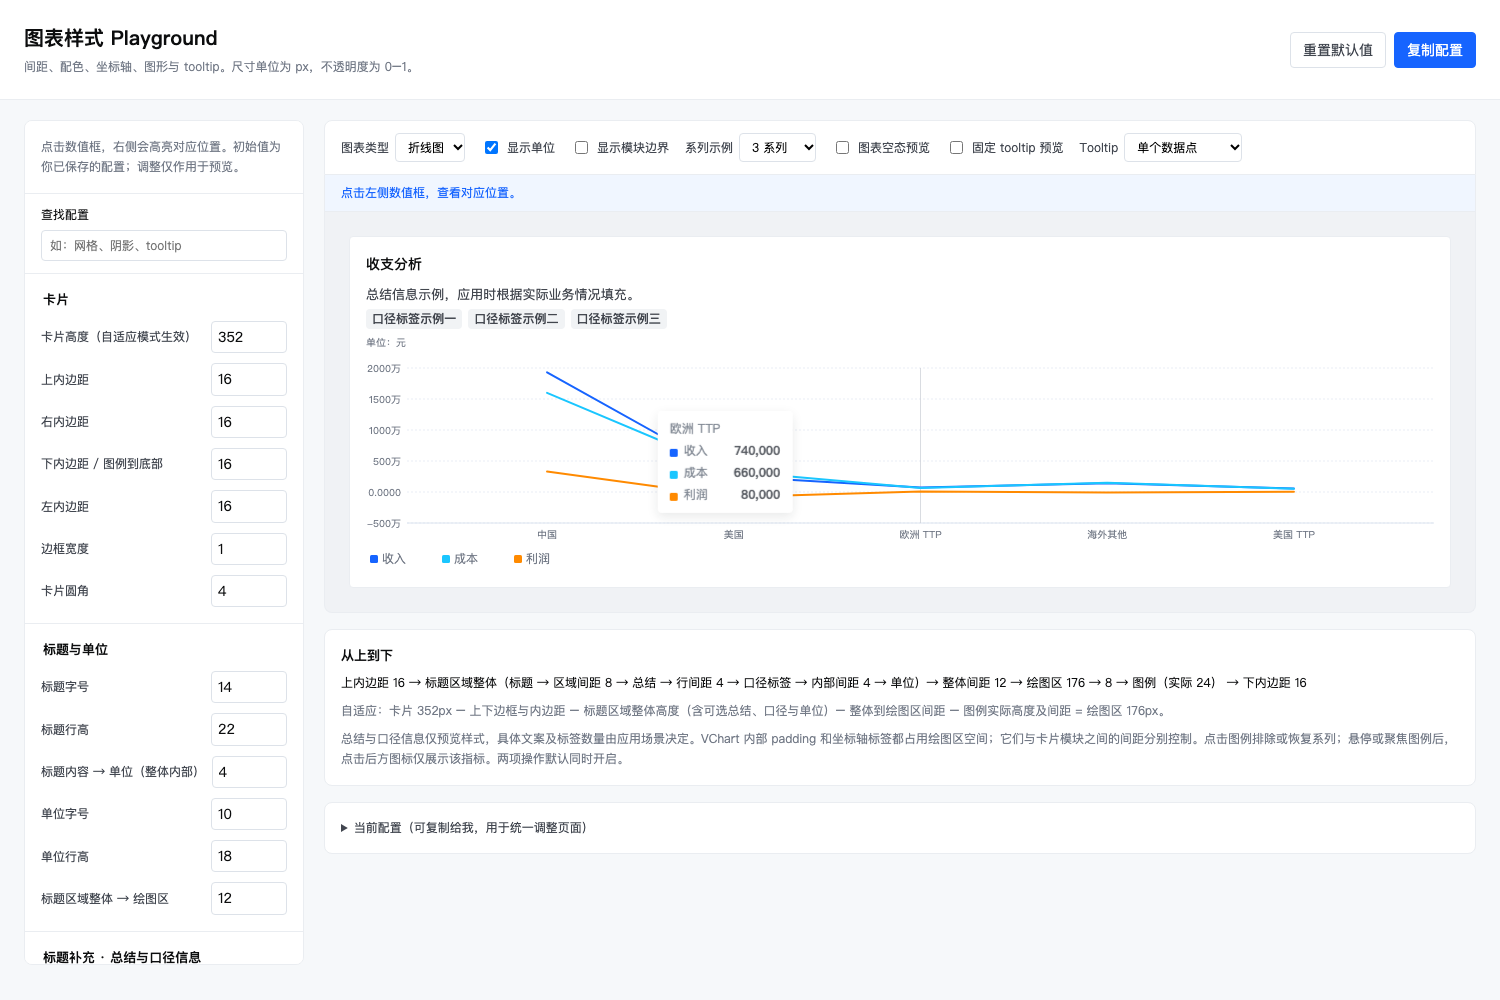 图表样式 Playground
间距、配色、坐标轴、图形与 tooltip。尺寸单位为 px，不透明度为 0—1。
重置默认值
复制配置
点击数值框，右侧会高亮对应位置。初始值为
你已保存的配置；调整仅作用于预览。
查找配置
如：网格、阴影、tooltip
卡片
卡片高度（自适应模式生效） 352
上内边距 16
右内边距 16
下内边距 / 图例到底部 16
左内边距 16
边框宽度 1
卡片圆角 4
标题与单位
标题字号 14
标题行高 22
标题内容 → 单位（整体内部） 4
单位字号 10
单位行高 18
标题区域整体 → 绘图区 12
标题补充 · 总结与口径信息
图表类型 折线图 显示单位 显示模块边界 系列示例 3 系列 图表空态预览 固定 tooltip 预览 Tooltip 单个数据点
点击左侧数值框，查看对应位置。
收支分析
总结信息示例，应用时根据实际业务情况填充。
口径标签示例一 口径标签示例二 口径标签示例三
单位：元
2000万
1500万
1000万
500万
0.0000
-500万
欧洲 TTP
收入 740,000
成本 660,000
利润 80,000
中国 美国 欧洲 TTP 海外其他 美国 TTP
收入 成本 利润
从上到下
上内边距 16 → 标题区域整体（标题 → 区域间距 8 → 总结 → 行间距 4 → 口径标签 → 内部间距 4 → 单位）→ 整体间距 12 → 绘图区 176 → 8 → 图例（实际 24） → 下内边距 16
自适应：卡片 352px − 上下边框与内边距 − 标题区域整体高度（含可选总结、口径与单位）− 整体到绘图区间距 − 图例实际高度及间距 = 绘图区 176px。
总结与口径信息仅预览样式，具体文案及标签数量由应用场景决定。VChart 内部 padding 和坐标轴标签都占用绘图区空间；它们与卡片模块之间的间距分别控制。点击图例排除或恢复系列；悬停或聚焦图例后，
点击后方图标仅展示该指标。两项操作默认同时开启。
当前配置（可复制给我，用于统一调整页面）